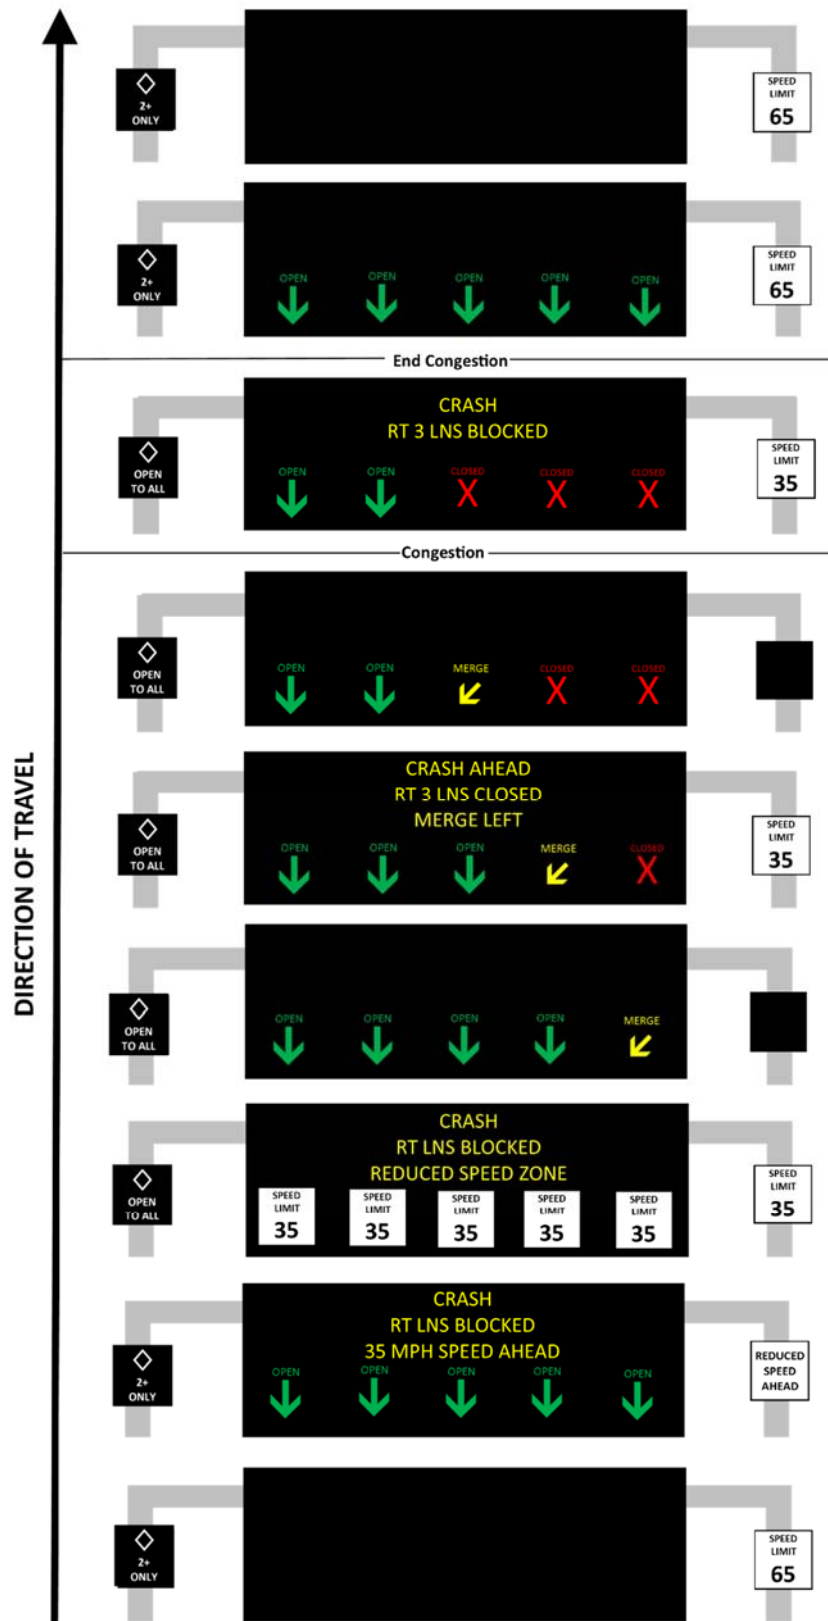 2+
ONLY
SPEED
LIMIT
65
2+
ONLY
OPEN OPEN OPEN OPEN OPEN
SPEED
LIMIT
65
End Congestion
OPEN
TO ALL
CRASH
RT 3 LNS BLOCKED
OPEN OPEN CLOSED CLOSED CLOSED
X X X
SPEED
LIMIT
35
Congestion
OPEN
TO ALL
OPEN OPEN MERGE CLOSED CLOSED
X X
DIRECTION OF TRAVEL
OPEN
TO ALL
CRASH AHEAD
RT 3 LNS CLOSED
MERGE LEFT
OPEN OPEN OPEN MERGE CLOSED
X
SPEED
LIMIT
35
OPEN
TO ALL
OPEN OPEN OPEN OPEN MERGE
OPEN
TO ALL
CRASH
RT LNS BLOCKED
REDUCED SPEED ZONE
SPEED SPEED SPEED SPEED SPEED
LIMIT LIMIT LIMIT LIMIT LIMIT
35 35 35 35 35
SPEED
LIMIT
35
2+
ONLY
CRASH
RT LNS BLOCKED
35 MPH SPEED AHEAD
OPEN OPEN OPEN OPEN OPEN
REDUCED
SPEED
AHEAD
2+
ONLY
SPEED
LIMIT
65